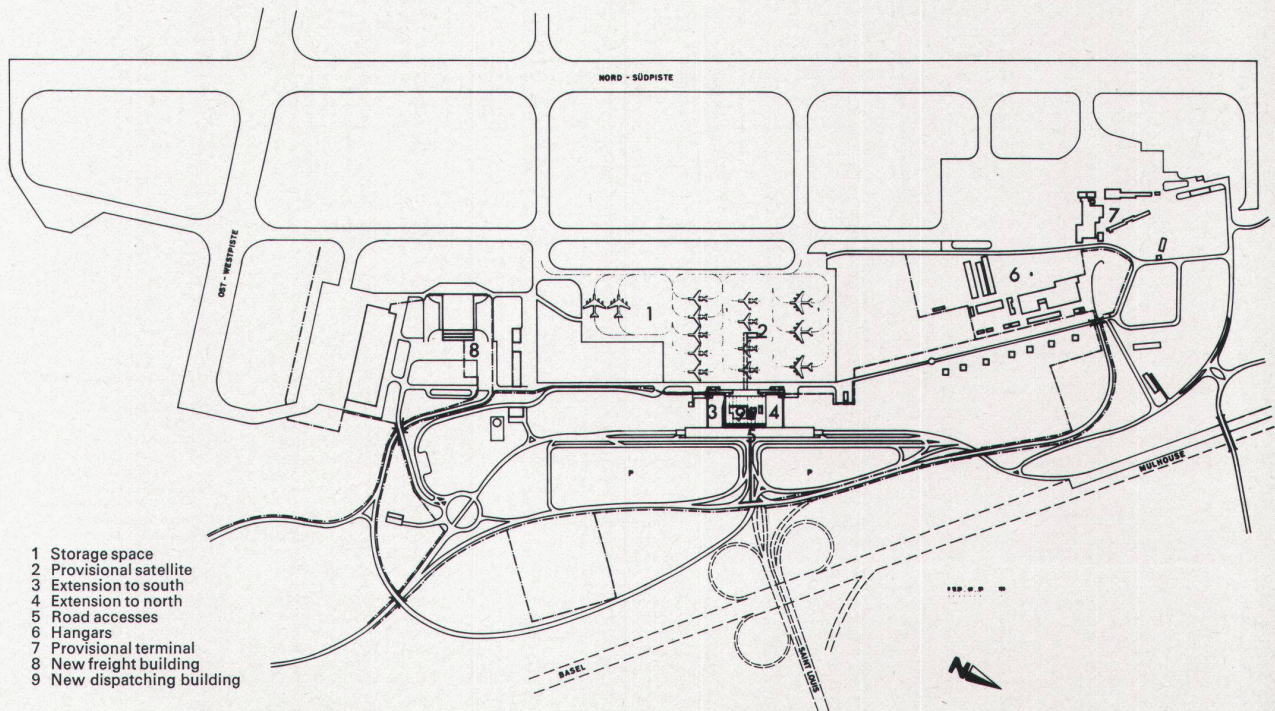 NORD - SÜDPISTE
OST - WESTPISTE
7
6
1
2
8
3
9
4
5
P
P
MULHOUSE
BASEL
SAINT LOUIS
N
1 Storage space
2 Provisional satellite
3 Extension to south
4 Extension to north
5 Road accesses
6 Hangars
7 Provisional terminal
8 New freight building
9 New dispatching building